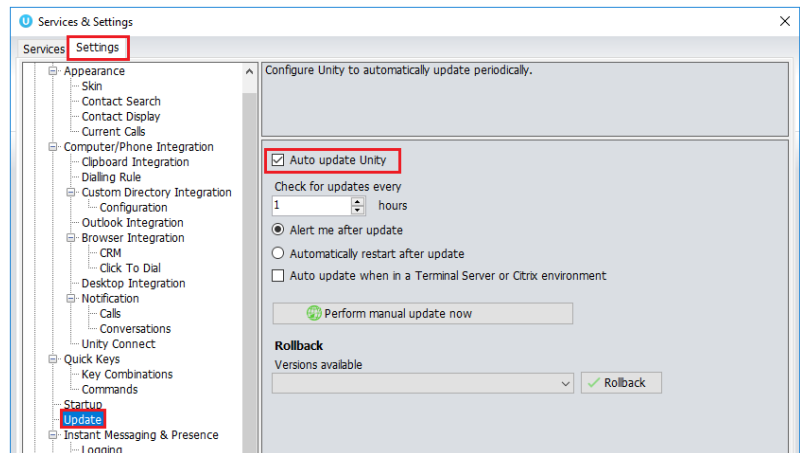 Services & Settings
Services
Settings
Appearance
Skin
Contact Search
Contact Display
Current Calls
Computer/Phone Integration
Clipboard Integration
Dialling Rule
Custom Directory Integration
Configuration
Outlook Integration
Browser Integration
CRM
Click To Dial
Desktop Integration
Notification
Calls
Conversations
Unity Connect
Quick Keys
Key Combinations
Commands
Startup
Update
Instant Messaging & Presence
Logging
Configure Unity to automatically update periodically.
Auto update Unity
Check for updates every
1 hours
Alert me after update
Automatically restart after update
Auto update when in a Terminal Server or Citrix environment
Perform manual update now
Rollback
Versions available
Rollback